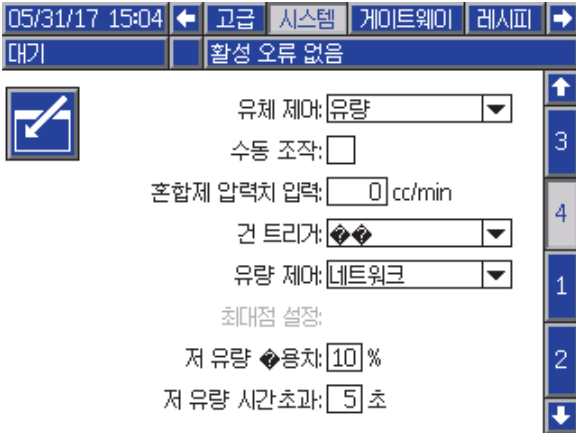 05/31/17 15:04 고급 시스템 게이트웨이 레시피
대기 활성 오류 없음
유체 제어: 유량
수동 조작:
혼합제 압력치 입력: 0 cc/min
건 트리거: ��
유량 제어: 네트워크
최대점 설정:
저 유량 �용치: 10 %
저 유량 시간초과: 5 초
3
4
1
2